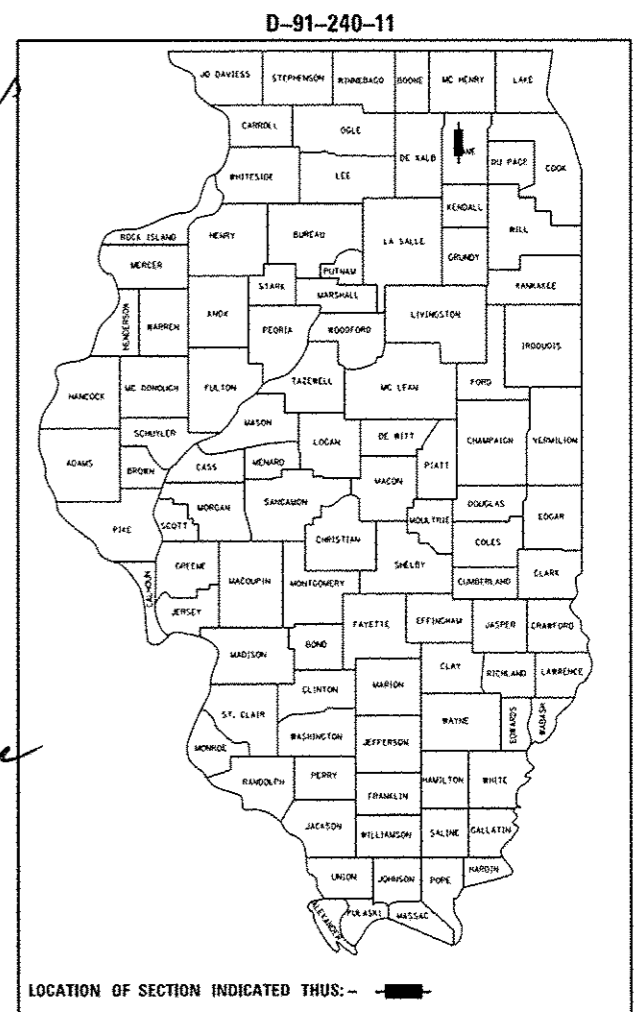 D-91-240-11
JO DAVIESS STEPHENSON WINNEBAGO BOONE MC HENRY LAKE
CARROLL OGLE DE KALB KANE DU PAGE COOK
WHITESIDE LEE
KENDALL WILL
ROCK ISLAND HENRY BUREAU LA SALLE GRUNDY
MERCER PUTNAM KANKAKEE
STARK MARSHALL
HENDERSON WARREN KNOX PEORIA WOODFORD LIVINGSTON IROQUOIS
FORD
HANCOCK MC DONOUGH FULTON TAZEWELL MC LEAN
MASON
SCHUYLER LOGAN DE WITT CHAMPAIGN VERMILION
ADAMS BROWN CASS MENARD MACON PIATT
MORGAN SANGAMON DOUGLAS EDGAR
PIKE SCOTT CHRISTIAN MOULTRIE COLES
CALHOUN GREENE MACOUPIN MONTGOMERY SHELBY CUMBERLAND CLARK
JERSEY FAYETTE EFFINGHAM JASPER CRAWFORD
MADISON BOND
CLAY RICHLAND LAWRENCE
CLINTON MARION
ST. CLAIR WAYNE EDWARDS WABASH
MONROE WASHINGTON JEFFERSON
RANDOLPH PERRY HAMILTON WHITE
FRANKLIN
JACKSON WILLIAMSON SALINE GALLATIN
UNION JOHNSON POPE HARDIN
ALEXANDER PULASKI MASSAC
LOCATION OF SECTION INDICATED THUS:-